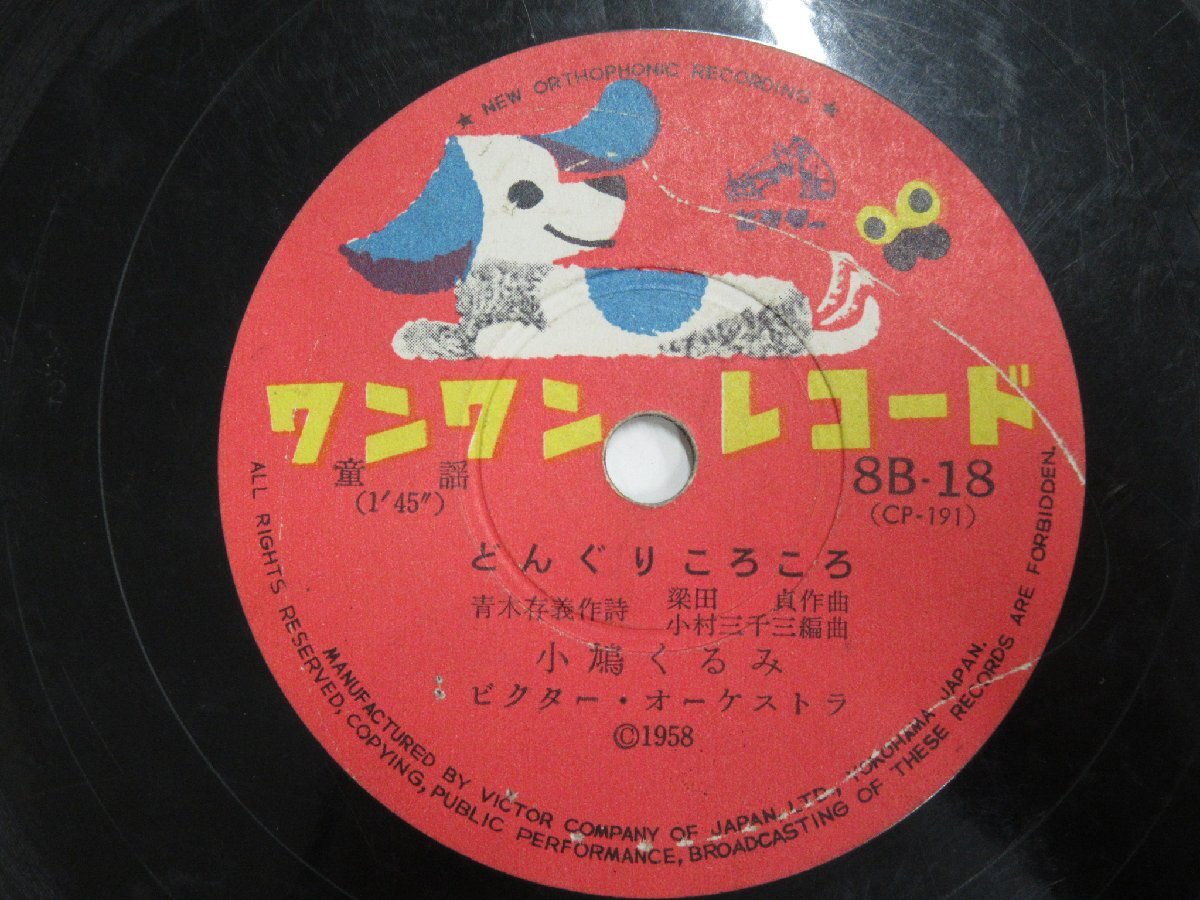 ★ NEW ORTHOPHONIC RECORDING ★
ワンワン レコード
童謡
(1'45")
8B-18
(CP-191)
どんぐりころころ
青木存義作詩
梁田 貞作曲
小村三千三編曲
小鳩くるみ
ビクター・オーケストラ
©1958
MANUFACTURED BY VICTOR COMPANY OF JAPAN, LTD., YOKOHAMA JAPAN.
ALL RIGHTS RESERVED, COPYING, PUBLIC PERFORMANCE, BROADCASTING OF THESE RECORDS ARE FORBIDDEN.